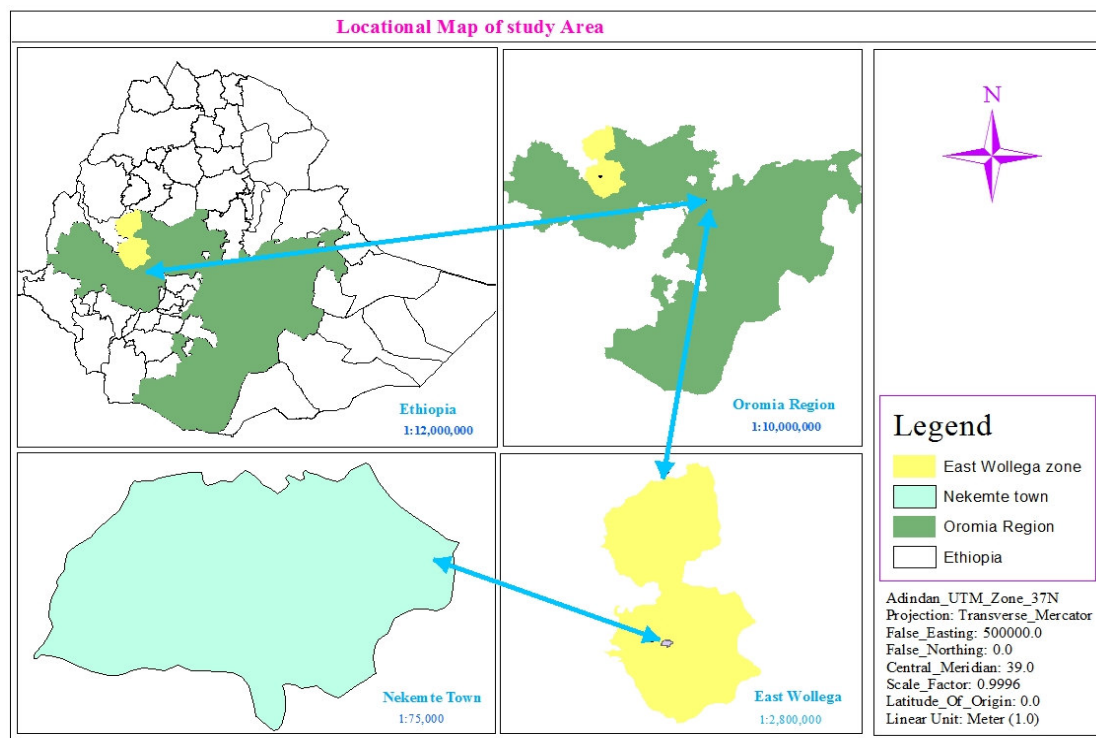 Locational Map of study Area
Ethiopia
1:12,000,000
Oromia Region
1:10,000,000
N
Legend
East Wollega zone
Nekemte town
Oromia Region
Ethiopia
Adindan_UTM_Zone_37N
Projection: Transverse_Mercator
False_Easting: 500000.0
False_Northing: 0.0
Central_Meridian: 39.0
Scale_Factor: 0.9996
Latitude_Of_Origin: 0.0
Linear Unit: Meter (1.0)
Nekemte Town
1:75,000
East Wollega
1:2,800,000